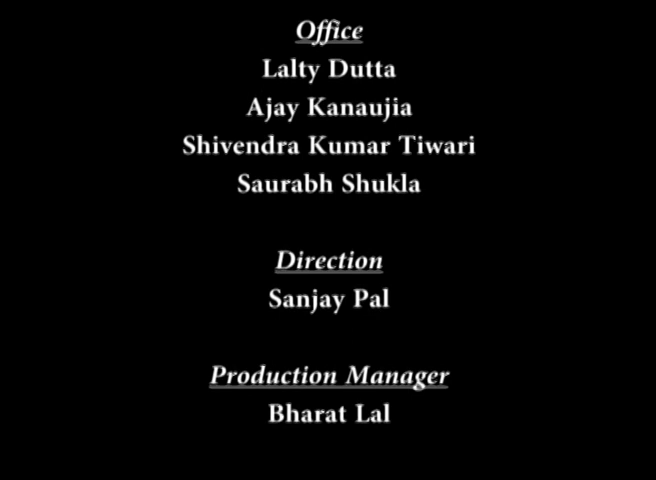 Office
Lalty Dutta
Ajay Kanaujia
Shivendra Kumar Tiwari
Saurabh Shukla
Direction
Sanjay Pal
Production Manager
Bharat Lal